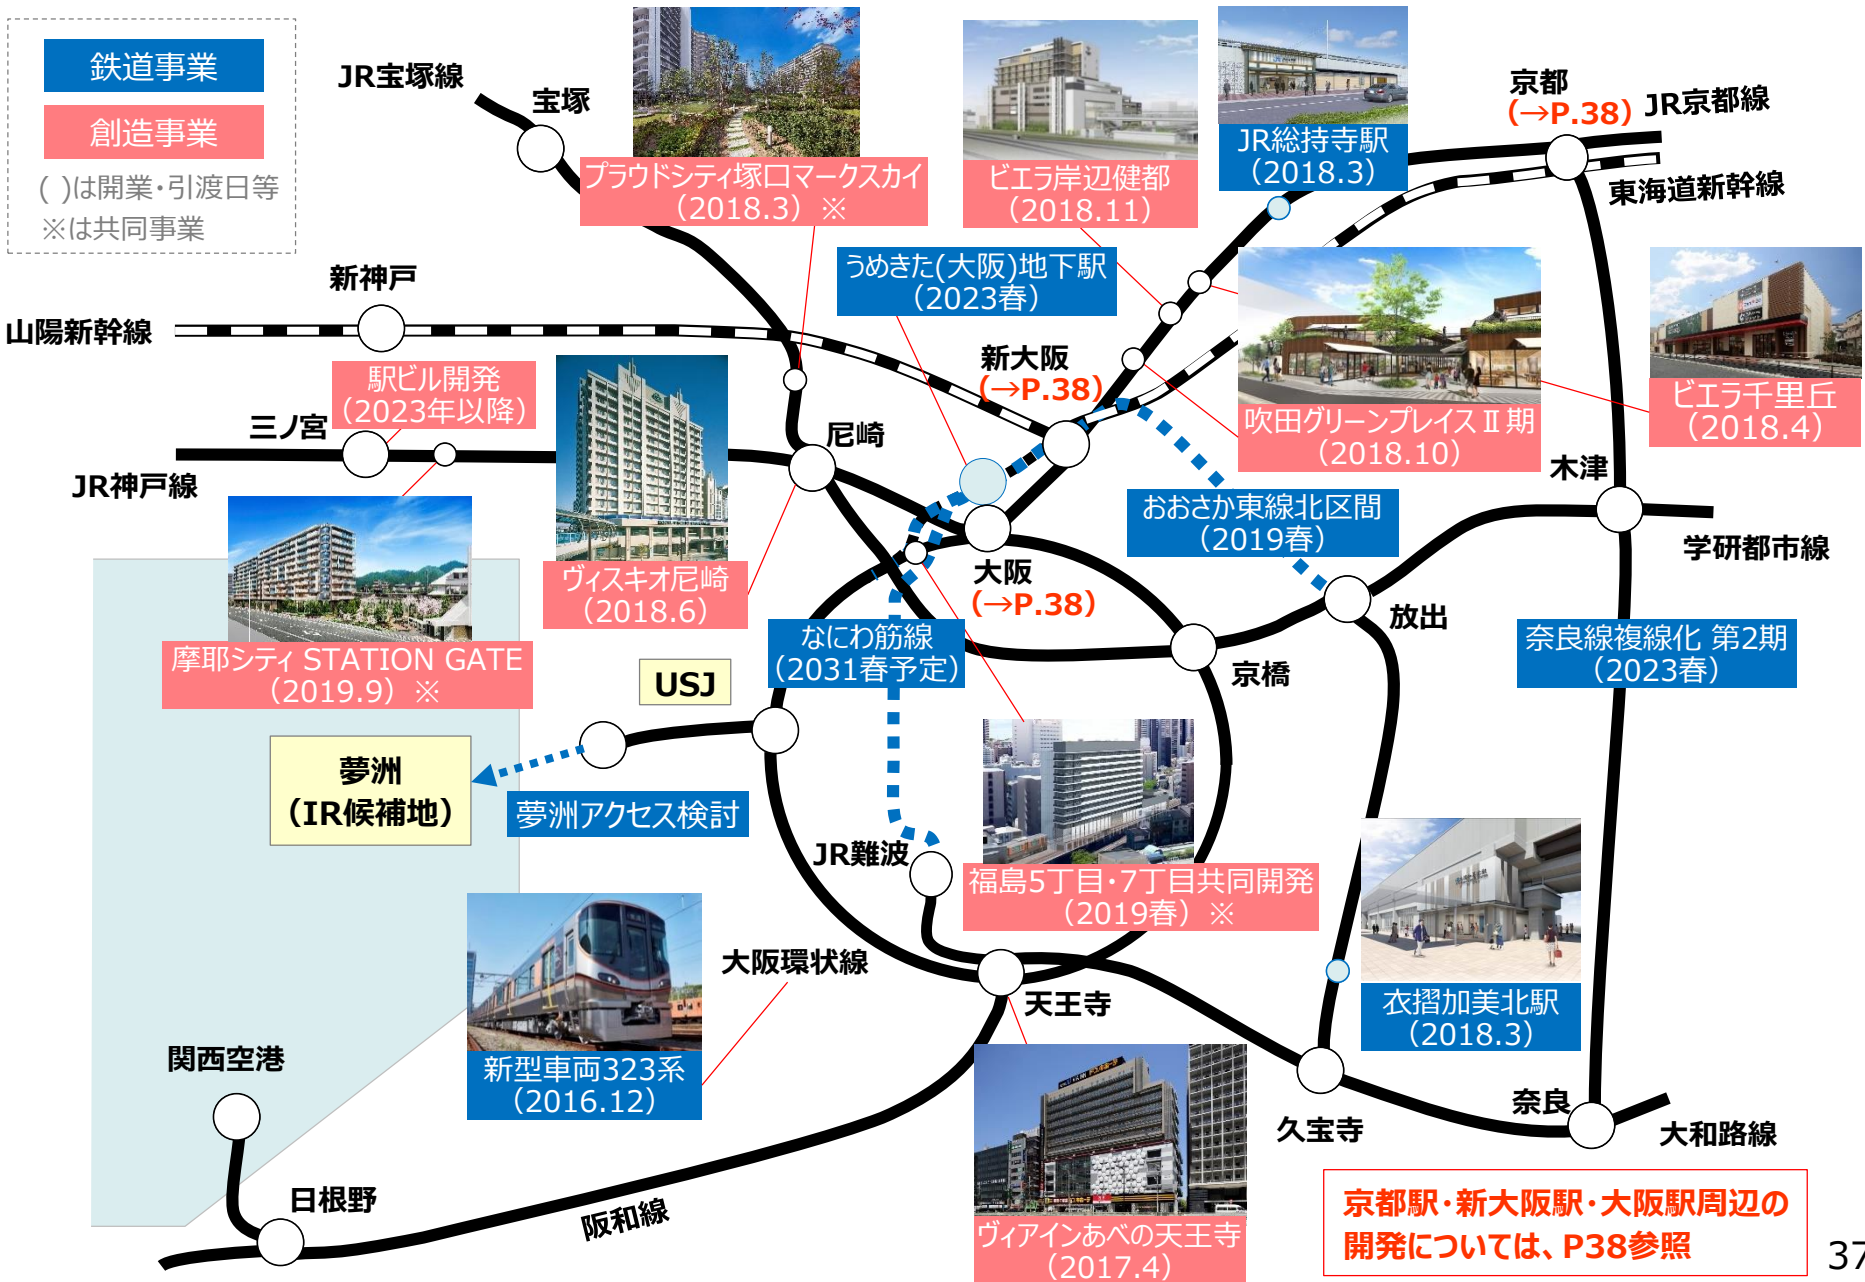 鉄道事業
創造事業
( )は開業・引渡日等
※は共同事業
JR宝塚線
宝塚
プラウドシティ塚口マークスカイ
（2018.3）※
ビエラ岸辺健都
（2018.11）
JR総持寺駅
（2018.3）
京都
（→P.38）
JR京都線
東海道新幹線
うめきた(大阪)地下駅
（2023春）
新神戸
山陽新幹線
駅ビル開発
（2023年以降）
三ノ宮
JR神戸線
尼崎
新大阪
（→P.38）
吹田グリーンプレイスⅡ期
（2018.10）
ビエラ千里丘
（2018.4）
木津
学研都市線
おおさか東線北区間
（2019春）
ヴィスキオ尼崎
（2018.6）
大阪
（→P.38）
放出
摩耶シティ STATION GATE
（2019.9）※
USJ
なにわ筋線
（2031春予定）
京橋
奈良線複線化 第2期
（2023春）
夢洲
（IR候補地）
夢洲アクセス検討
JR難波
福島5丁目・7丁目共同開発
（2019春）※
大阪環状線
新型車両323系
（2016.12）
天王寺
衣摺加美北駅
（2018.3）
関西空港
日根野
阪和線
ヴィアインあべの天王寺
（2017.4）
久宝寺
奈良
大和路線
京都駅・新大阪駅・大阪駅周辺の
開発については、P38参照
37